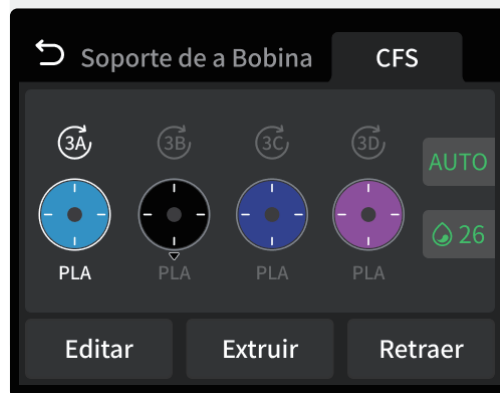 Soporte de a Bobina
CFS
3A 3B 3C 3D
AUTO
26
PLA PLA PLA PLA
Editar Extruir Retraer